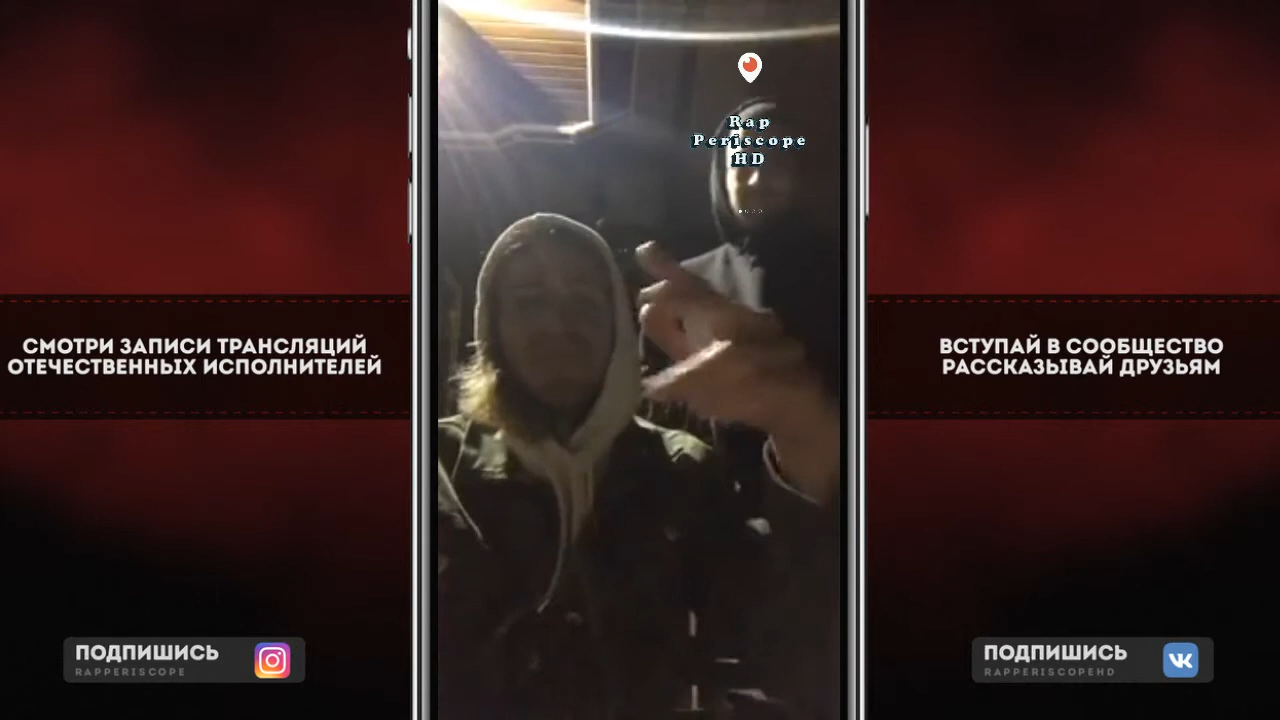 Rap
Periscope
HD
СМОТРИ ЗАПИСИ ТРАНСЛЯЦИЙ
ОТЕЧЕСТВЕННЫХ ИСПОЛНИТЕЛЕЙ
ВСТУПАЙ В СООБЩЕСТВО
РАССКАЗЫВАЙ ДРУЗЬЯМ
ПОДПИШИСЬ
RAPPERISCOPE
ПОДПИШИСЬ
RAPPERISCOPEHD